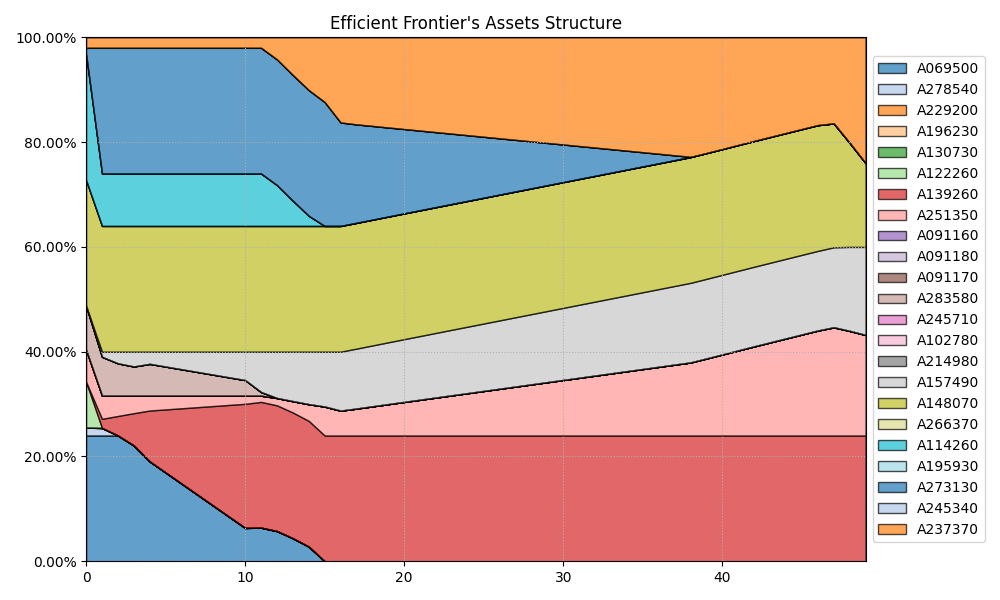 Efficient Frontier's Assets Structure
100.00%
80.00%
60.00%
40.00%
20.00%
0.00%
0
10
20
30
40
A069500
A278540
A229200
A196230
A130730
A122260
A139260
A251350
A091160
A091180
A091170
A283580
A245710
A102780
A214980
A157490
A148070
A266370
A114260
A195930
A273130
A245340
A237370